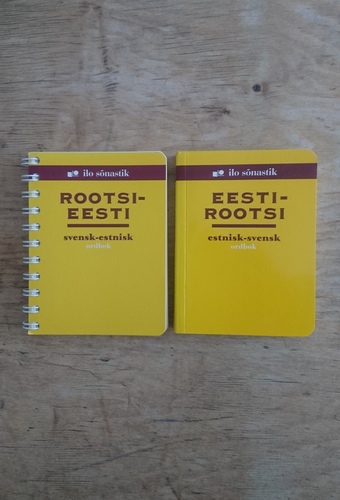 ilo sõnastik
ROOTSI-
EESTI
svensk-estnisk
ordbok
ilo sõnastik
EESTI-
ROOTSI
estnisk-svensk
ordbok